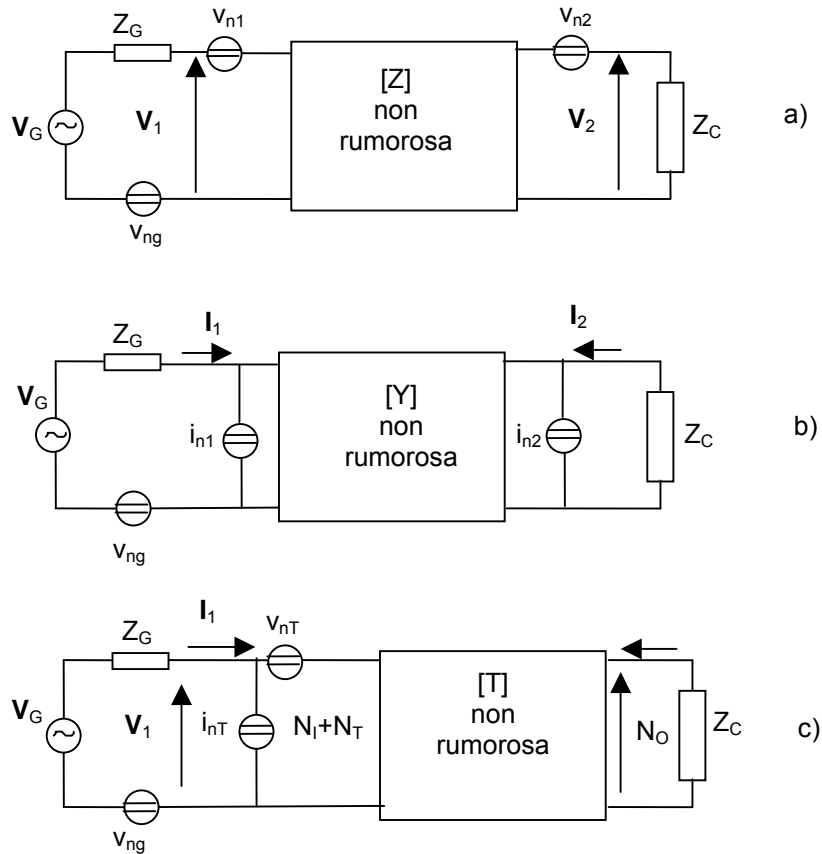 Z_G v_n1 v_n2
[Z]
non
rumorosa
V_G V_1 V_2 Z_C a)
v_ng
Z_G I_1 I_2
[Y]
non
rumorosa
V_G i_n1 i_n2 Z_C b)
v_ng
Z_G I_1 v_nT
[T]
non
rumorosa
V_G V_1 i_nT N_I+N_T N_O Z_C c)
v_ng